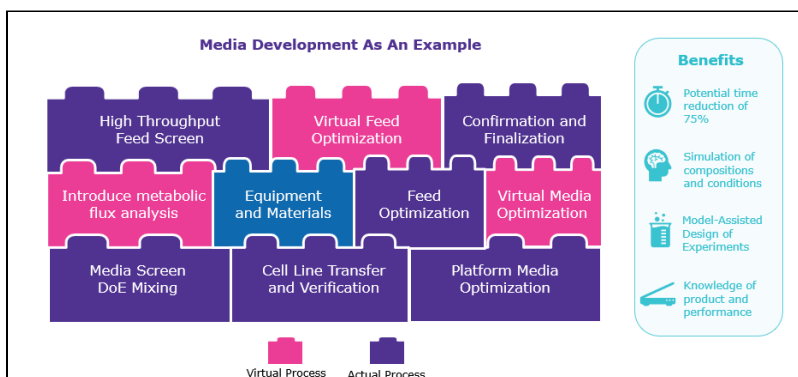 Media Development As An Example
High Throughput
Feed Screen
Virtual Feed
Optimization
Confirmation and
Finalization
Introduce metabolic
flux analysis
Equipment
and Materials
Feed
Optimization
Virtual Media
Optimization
Media Screen
DoE Mixing
Cell Line Transfer
and Verification
Platform Media
Optimization
Virtual Process
Actual Process
Benefits
Potential time
reduction of
75%
Simulation of
compositions
and conditions
Model-Assisted
Design of
Experiments
Knowledge of
product and
performance